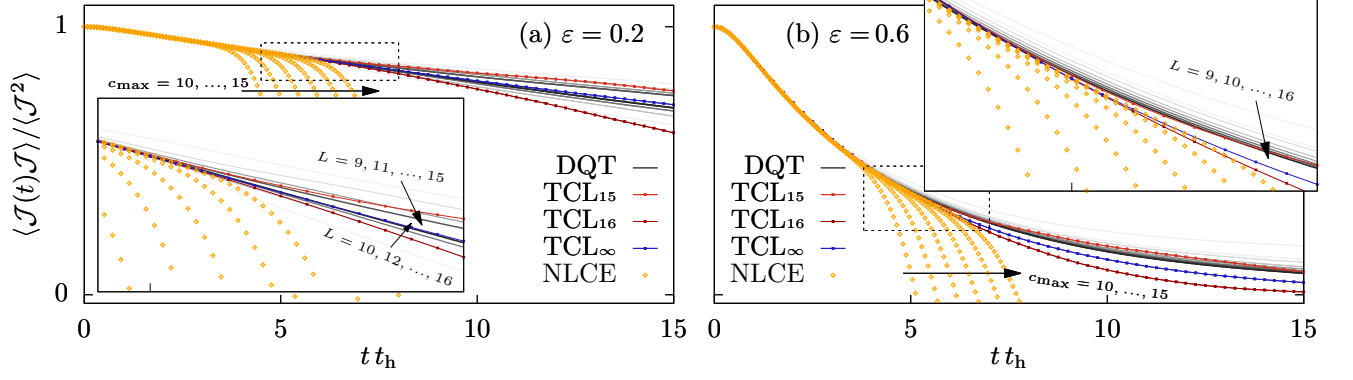 ⟨𝒥(t)𝒥⟩/⟨𝒥²⟩
1
0
(a) ε = 0.2
c_max = 10, ..., 15
L = 9, 11, ..., 15
L = 10, 12, ..., 16
DQT
TCL₁₅
TCL₁₆
TCL∞
NLCE
0
5
10
15
t t_h
(b) ε = 0.6
L = 9, 10, ..., 16
DQT
TCL₁₅
TCL₁₆
TCL∞
NLCE
c_max = 10, ..., 15
0
5
10
15
t t_h